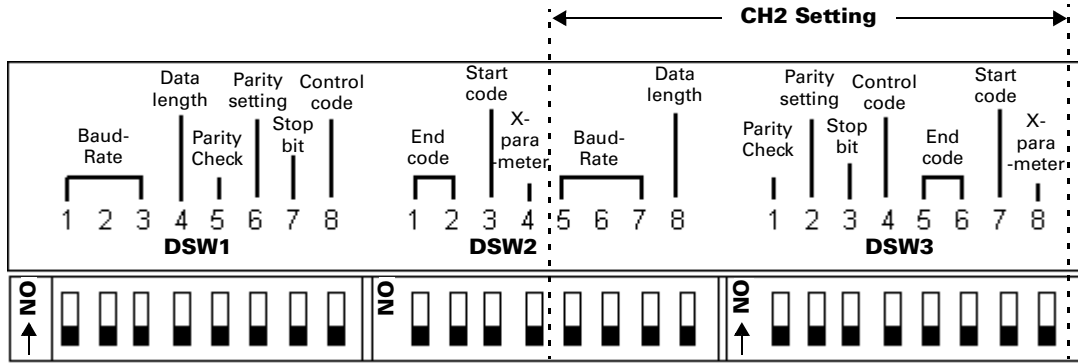 CH2 Setting
Data
length
Parity
setting
Control
code
Baud-
Rate
Parity
Check
Stop
bit
1 2 3 4 5 6 7 8
DSW1
Start
code
End
code
X-
para
-meter
Baud-
Rate
Data
length
1 2 3 4 5 6 7 8
DSW2
Parity
Check
Parity
setting
Stop
bit
Control
code
End
code
Start
code
X-
para
-meter
1 2 3 4 5 6 7 8
DSW3
ON
ON
ON